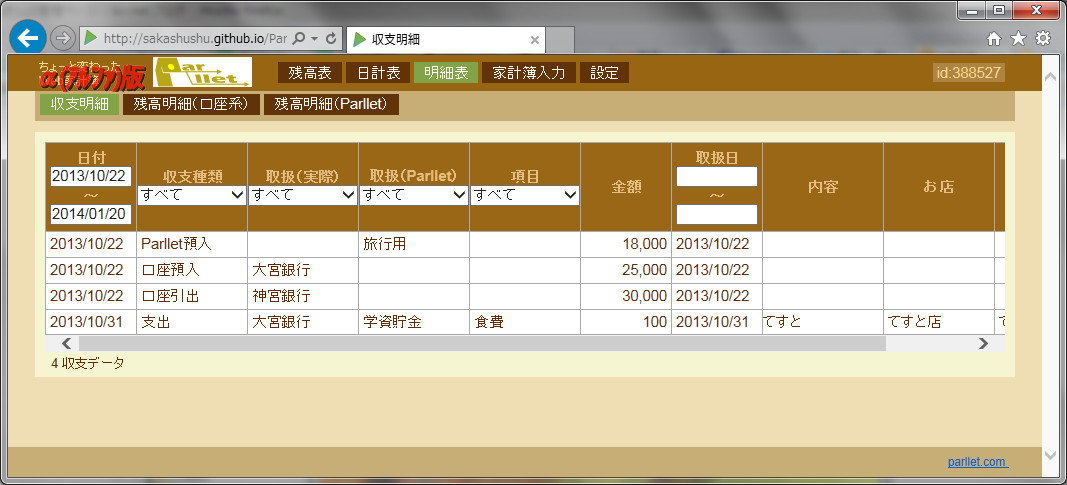 http://sakashushu.github.io/Par
収支明細
ちょっと変わった
α(アルファ)版
Parllet
残高表 日計表 明細表 家計簿入力 設定
id:388527
収支明細 残高明細(口座系) 残高明細(Parllet)
日付 収支種類 取扱(実際) 取扱(Parllet) 項目 金額 取扱日 内容 お店
2013/10/22 ～ 2014/01/20 すべて すべて すべて すべて ～
2013/10/22 Parllet預入 旅行用 18,000 2013/10/22
2013/10/22 口座預入 大宮銀行 25,000 2013/10/22
2013/10/22 口座引出 神宮銀行 30,000 2013/10/22
2013/10/31 支出 大宮銀行 学資貯金 食費 100 2013/10/31 てすと てすと店
4 収支データ
parllet.com